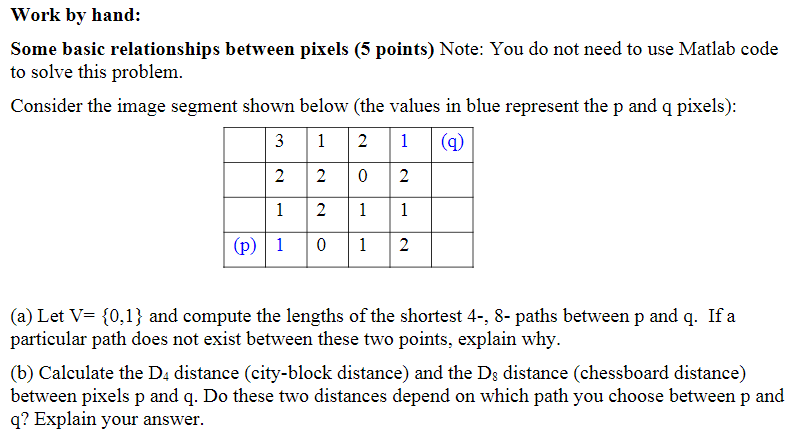 Work by hand:
Some basic relationships between pixels (5 points) Note: You do not need to use Matlab code
to solve this problem.
Consider the image segment shown below (the values in blue represent the p and q pixels):
3 1 2 1 (q)
2 2 0 2
1 2 1 1
(p) 1 0 1 2
(a) Let V= {0,1} and compute the lengths of the shortest 4-, 8- paths between p and q. If a
particular path does not exist between these two points, explain why.
(b) Calculate the D₄ distance (city-block distance) and the D₈ distance (chessboard distance)
between pixels p and q. Do these two distances depend on which path you choose between p and
q? Explain your answer.